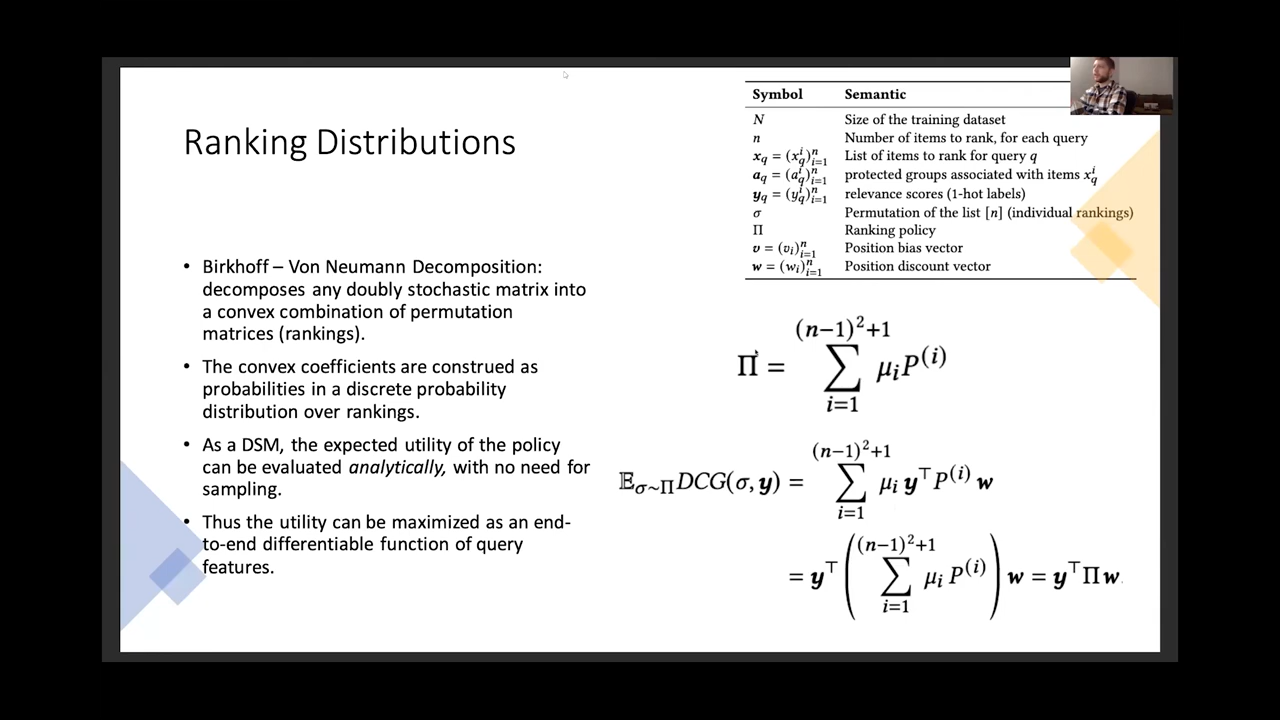 Ranking Distributions
• Birkhoff – Von Neumann Decomposition:
decomposes any doubly stochastic matrix into
a convex combination of permutation
matrices (rankings).
• The convex coefficients are construed as
probabilities in a discrete probability
distribution over rankings.
• As a DSM, the expected utility of the policy
can be evaluated analytically, with no need for
sampling.
• Thus the utility can be maximized as an end-
to-end differentiable function of query
features.
Symbol Semantic
N Size of the training dataset
n Number of items to rank, for each query
x_q = (x_q^i)_{i=1}^n List of items to rank for query q
a_q = (a_q^i)_{i=1}^n protected groups associated with items x_q^i
y_q = (y_q^i)_{i=1}^n relevance scores (1-hot labels)
σ Permutation of the list [n] (individual rankings)
Π Ranking policy
v = (v_i)_{i=1}^n Position bias vector
w = (w_i)_{i=1}^n Position discount vector
Π = ∑_{i=1}^{(n−1)^2+1} μ_i P^{(i)}
𝔼_{σ∼Π} DCG(σ, y) = ∑_{i=1}^{(n−1)^2+1} μ_i y^⊤ P^{(i)} w
= y^⊤ (∑_{i=1}^{(n−1)^2+1} μ_i P^{(i)}) w = y^⊤ Π w.